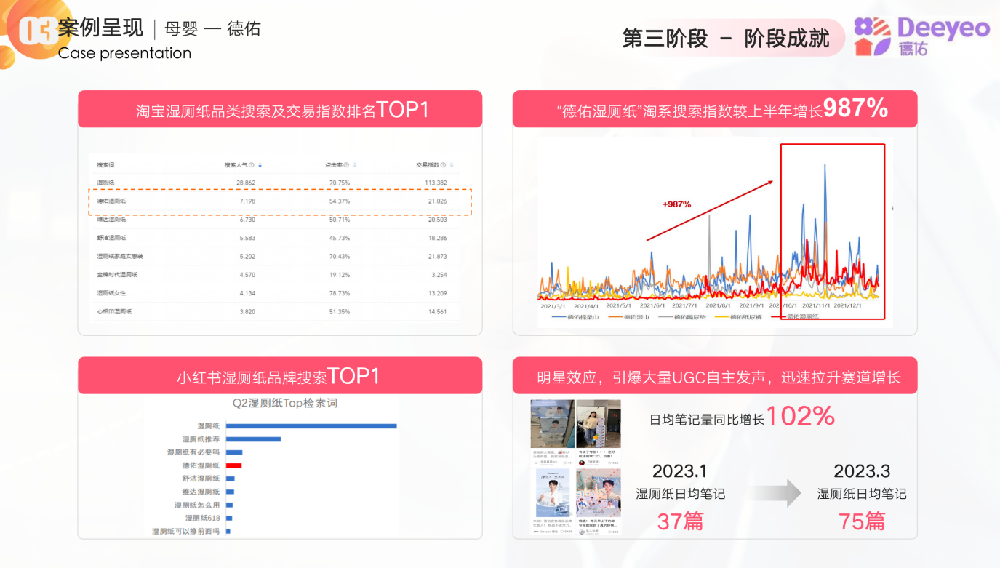 03
案例呈现 | 母婴 — 德佑
Case presentation
第三阶段 - 阶段成就
Deeyeo
德佑
淘宝湿厕纸品类搜索及交易指数排名TOP1
搜索词 搜索人气 点击率 交易指数
湿厕纸 28,862 70.75% 113,382
德佑湿厕纸 7,198 54.37% 21,026
维达湿厕纸 6,730 50.71% 20,503
舒洁湿厕纸 5,583 45.73% 18,286
湿厕纸家庭实惠装 5,202 70.43% 21,873
全棉时代湿厕纸 4,570 19.12% 3,254
湿厕纸女性 4,134 78.73% 13,209
心相印湿厕纸 3,820 51.35% 14,561
“德佑湿厕纸”淘系搜索指数较上半年增长987%
+987%
2021/3/1 2021/4/1 2021/5/1 2021/6/1 2021/7/1 2021/8/1 2021/9/1 2021/10/1 2021/11/1 2021/12/1
德佑棉柔巾 德佑湿巾 德佑隔尿垫 德佑纸尿裤 德佑湿厕纸
小红书湿厕纸品牌搜索TOP1
Q2湿厕纸Top检索词
湿厕纸
湿厕纸推荐
湿厕纸有必要吗
德佑湿厕纸
舒洁湿厕纸
维达湿厕纸
湿厕纸怎么用
湿厕纸618
湿厕纸可以擦前面吗
明星效应，引爆大量UGC自主发声，迅速拉升赛道增长
日均笔记量同比增长102%
2023.1
湿厕纸日均笔记
37篇
2023.3
湿厕纸日均笔记
75篇